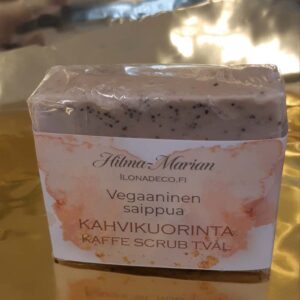 Hilma-Marian
ILONADECO.FI
Vegaaninen
saippua
KAHVIKUORINTA
KAFFE SCRUB TVÅL